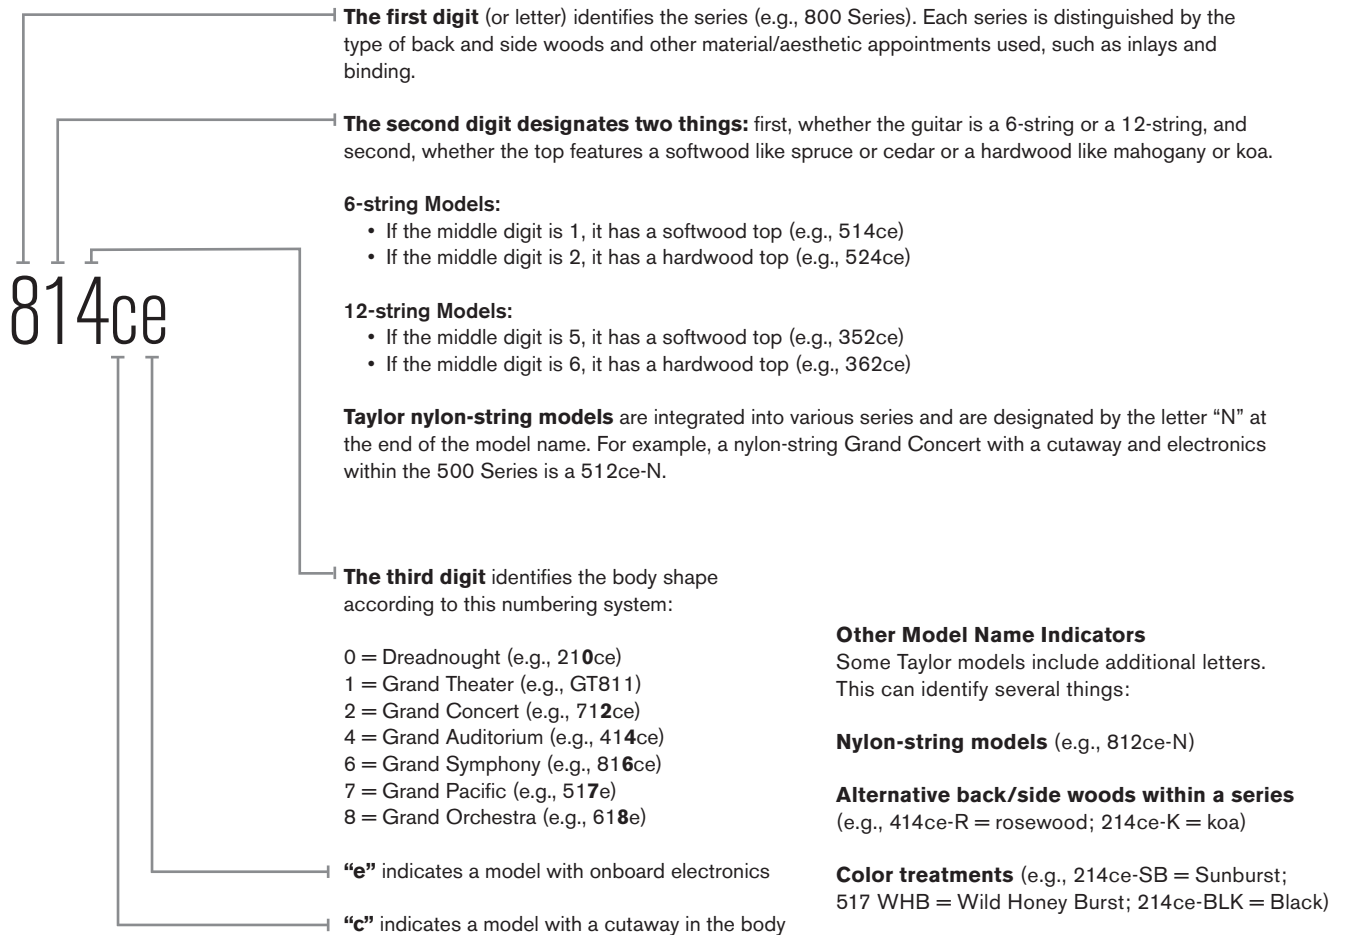 The first digit (or letter) identifies the series (e.g., 800 Series). Each series is distinguished by the
type of back and side woods and other material/aesthetic appointments used, such as inlays and
binding.
The second digit designates two things: first, whether the guitar is a 6-string or a 12-string, and
second, whether the top features a softwood like spruce or cedar or a hardwood like mahogany or koa.
6-string Models:
• If the middle digit is 1, it has a softwood top (e.g., 514ce)
• If the middle digit is 2, it has a hardwood top (e.g., 524ce)
814ce
12-string Models:
• If the middle digit is 5, it has a softwood top (e.g., 352ce)
• If the middle digit is 6, it has a hardwood top (e.g., 362ce)
Taylor nylon-string models are integrated into various series and are designated by the letter “N” at
the end of the model name. For example, a nylon-string Grand Concert with a cutaway and electronics
within the 500 Series is a 512ce-N.
The third digit identifies the body shape
according to this numbering system:
0 = Dreadnought (e.g., 210ce)
1 = Grand Theater (e.g., GT811)
2 = Grand Concert (e.g., 712ce)
4 = Grand Auditorium (e.g., 414ce)
6 = Grand Symphony (e.g., 816ce)
7 = Grand Pacific (e.g., 517e)
8 = Grand Orchestra (e.g., 618e)
“e” indicates a model with onboard electronics
“c” indicates a model with a cutaway in the body
Other Model Name Indicators
Some Taylor models include additional letters.
This can identify several things:
Nylon-string models (e.g., 812ce-N)
Alternative back/side woods within a series
(e.g., 414ce-R = rosewood; 214ce-K = koa)
Color treatments (e.g., 214ce-SB = Sunburst;
517 WHB = Wild Honey Burst; 214ce-BLK = Black)